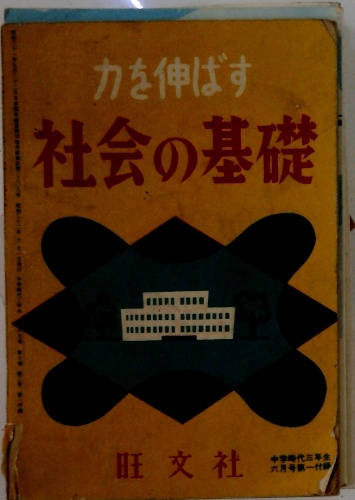 力を伸ばす
社会の基礎
旺文社
中学時代三年生
六月号第一付録